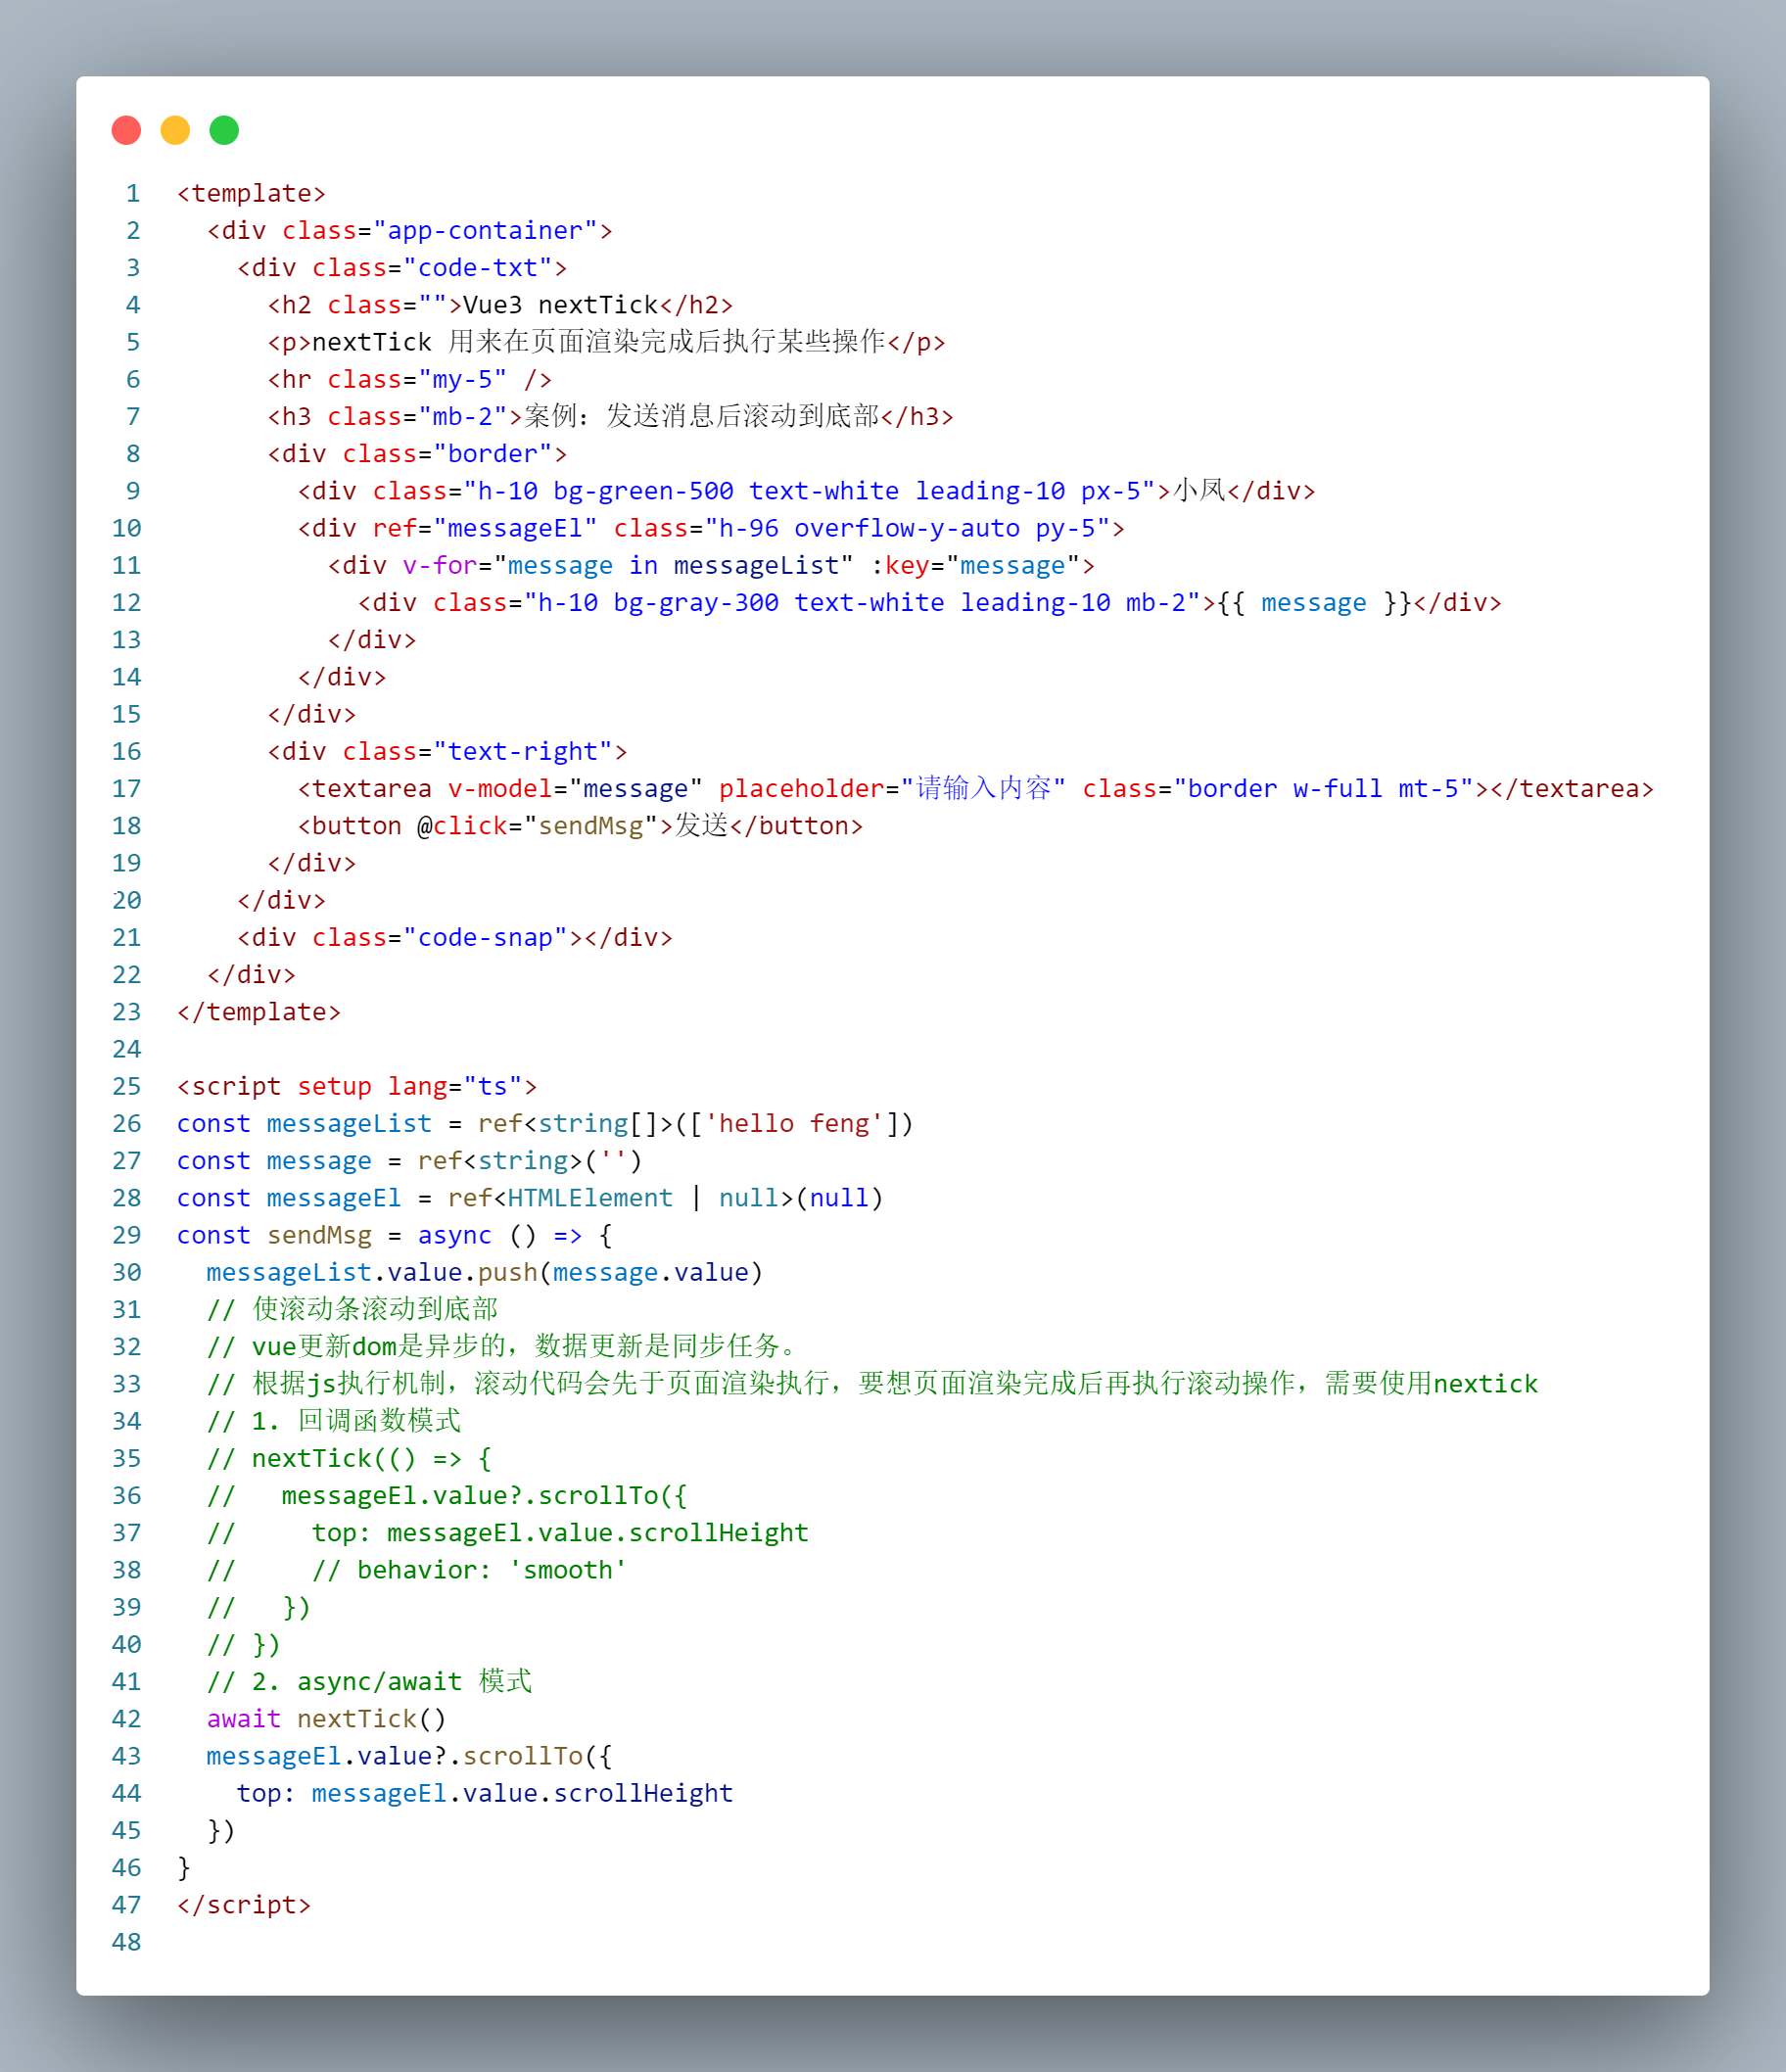 1 <template>
2   <div class="app-container">
3     <div class="code-txt">
4       <h2 class="">Vue3 nextTick</h2>
5       <p>nextTick 用来在页面渲染完成后执行某些操作</p>
6       <hr class="my-5" />
7       <h3 class="mb-2">案例：发送消息后滚动到底部</h3>
8       <div class="border">
9         <div class="h-10 bg-green-500 text-white leading-10 px-5">小凤</div>
10         <div ref="messageEl" class="h-96 overflow-y-auto py-5">
11           <div v-for="message in messageList" :key="message">
12             <div class="h-10 bg-gray-300 text-white leading-10 mb-2">{{ message }}</div>
13           </div>
14         </div>
15       </div>
16       <div class="text-right">
17         <textarea v-model="message" placeholder="请输入内容" class="border w-full mt-5"></textarea>
18         <button @click="sendMsg">发送</button>
19       </div>
20     </div>
21     <div class="code-snap"></div>
22   </div>
23 </template>
24
25 <script setup lang="ts">
26 const messageList = ref<string[]>(['hello feng'])
27 const message = ref<string>('')
28 const messageEl = ref<HTMLElement | null>(null)
29 const sendMsg = async () => {
30   messageList.value.push(message.value)
31   // 使滚动条滚动到底部
32   // vue更新dom是异步的，数据更新是同步任务。
33   // 根据js执行机制，滚动代码会先于页面渲染执行，要想页面渲染完成后再执行滚动操作，需要使用nextick
34   // 1. 回调函数模式
35   // nextTick(() => {
36   //   messageEl.value?.scrollTo({
37   //     top: messageEl.value.scrollHeight
38   //     // behavior: 'smooth'
39   //   })
40   // })
41   // 2. async/await 模式
42   await nextTick()
43   messageEl.value?.scrollTo({
44     top: messageEl.value.scrollHeight
45   })
46 }
47 </script>
48